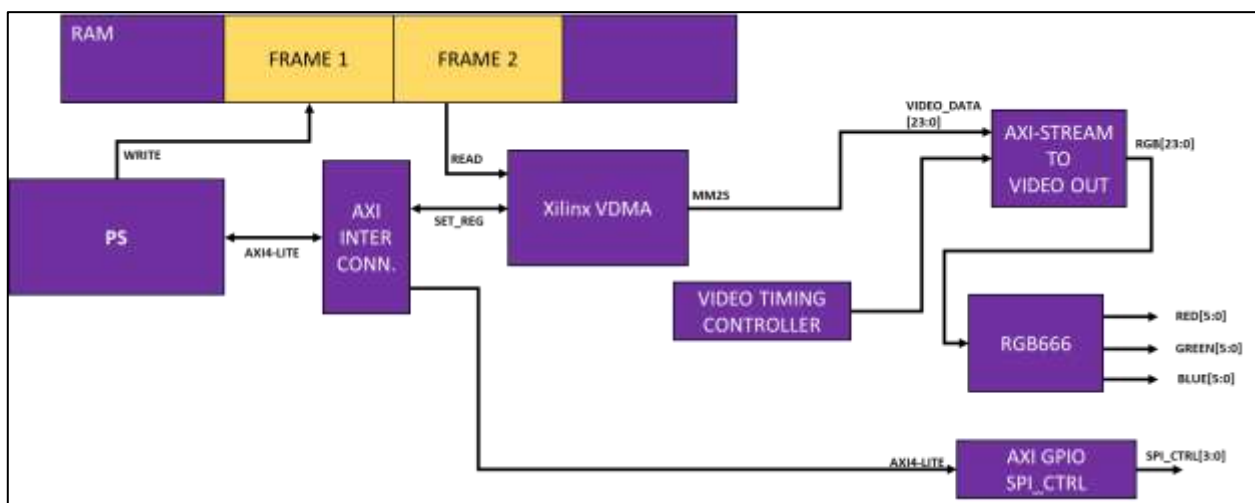 RAM
FRAME 1
FRAME 2
WRITE
READ
VIDEO_DATA
[23:0]
AXI-STREAM
TO
VIDEO OUT
RGB[23:0]
PS
AXI4-LITE
AXI
INTER
CONN.
SET_REG
Xilinx VDMA
MM2S
VIDEO TIMING
CONTROLLER
RGB666
RED[5:0]
GREEN[5:0]
BLUE[5:0]
AXI4-LITE
AXI GPIO
SPI_CTRL
SPI_CTRL[3:0]